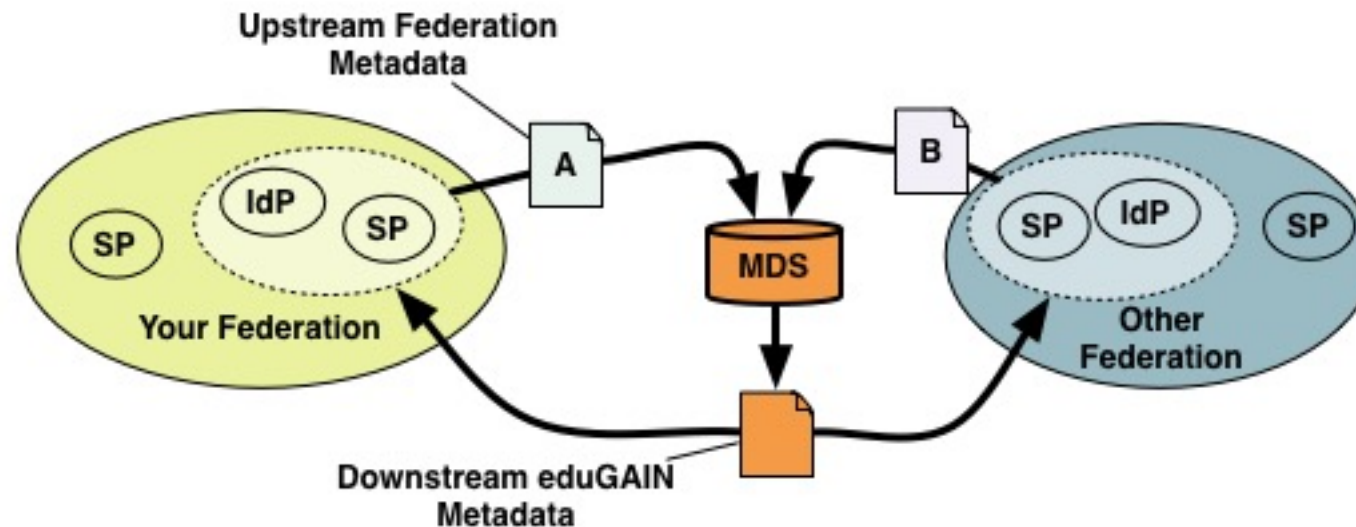 Upstream Federation
Metadata
A
B
IdP
SP
SP
SP
IdP
SP
MDS
Your Federation
Other
Federation
Downstream eduGAIN
Metadata